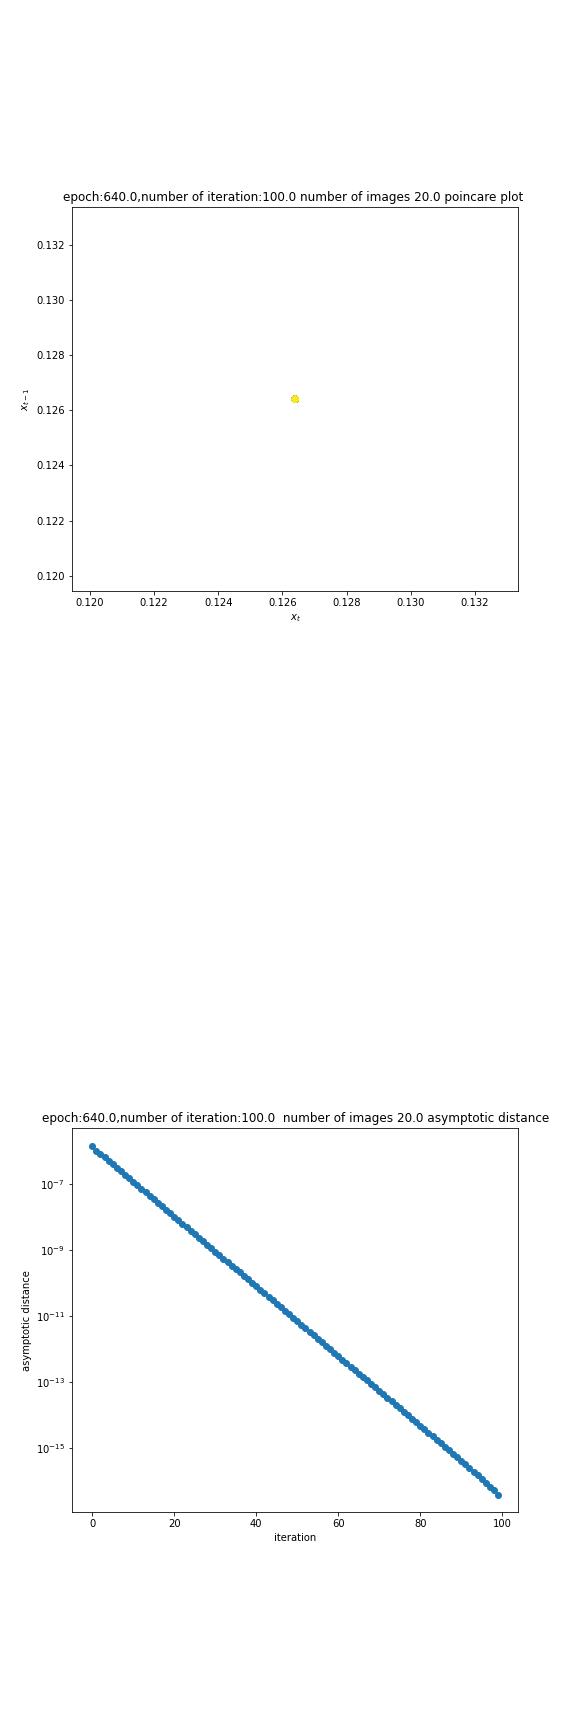 epoch:640.0,number of iteration:100.0 number of images 20.0 poincare plot
0.132
0.130
0.128
0.126
0.124
0.122
0.120
x_{t-1}
0.120 0.122 0.124 0.126 0.128 0.130 0.132
x_t
epoch:640.0,number of iteration:100.0  number of images 20.0 asymptotic distance
10^{-7}
10^{-9}
10^{-11}
10^{-13}
10^{-15}
asymptotic distance
0 20 40 60 80 100
iteration